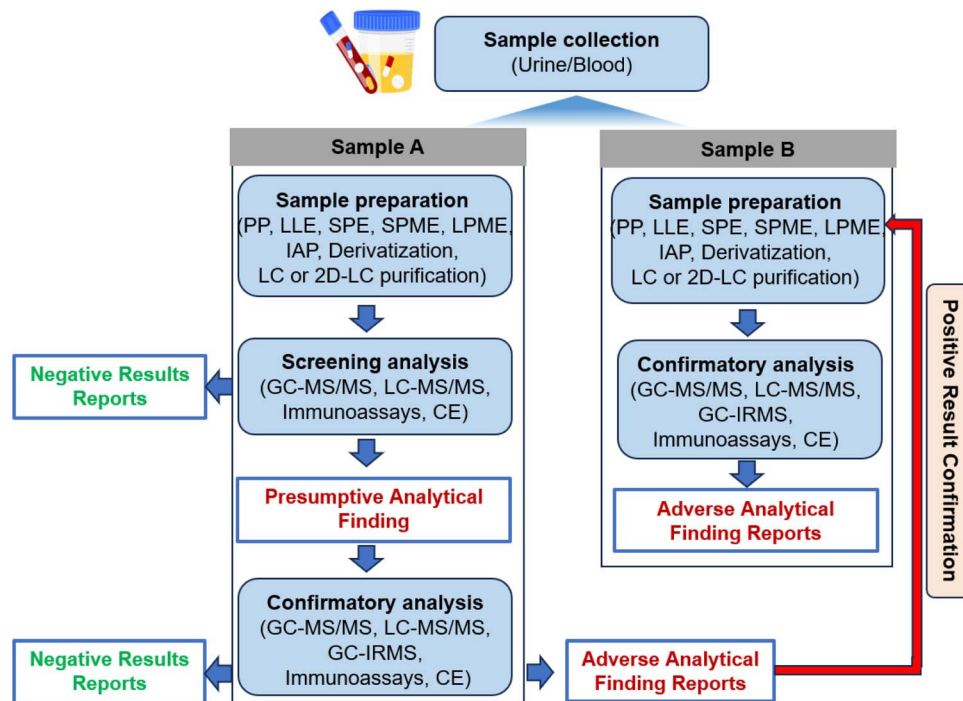 Sample collection
(Urine/Blood)
Sample A
Sample preparation
(PP, LLE, SPE, SPME, LPME,
IAP, Derivatization,
LC or 2D-LC purification)
Screening analysis
(GC-MS/MS, LC-MS/MS,
Immunoassays, CE)
Negative Results
Reports
Presumptive Analytical
Finding
Confirmatory analysis
(GC-MS/MS, LC-MS/MS,
GC-IRMS,
Immunoassays, CE)
Negative Results
Reports
Adverse Analytical
Finding Reports
Positive Result Confirmation
Sample B
Sample preparation
(PP, LLE, SPE, SPME, LPME,
IAP, Derivatization,
LC or 2D-LC purification)
Confirmatory analysis
(GC-MS/MS, LC-MS/MS,
GC-IRMS,
Immunoassays, CE)
Adverse Analytical
Finding Reports